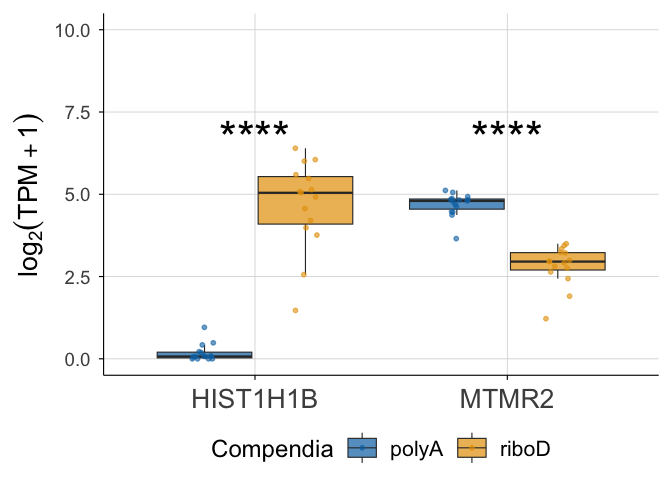 10.0
7.5
5.0
2.5
0.0
log₂(TPM + 1)
**** ****
HIST1H1B MTMR2
Compendia polyA riboD